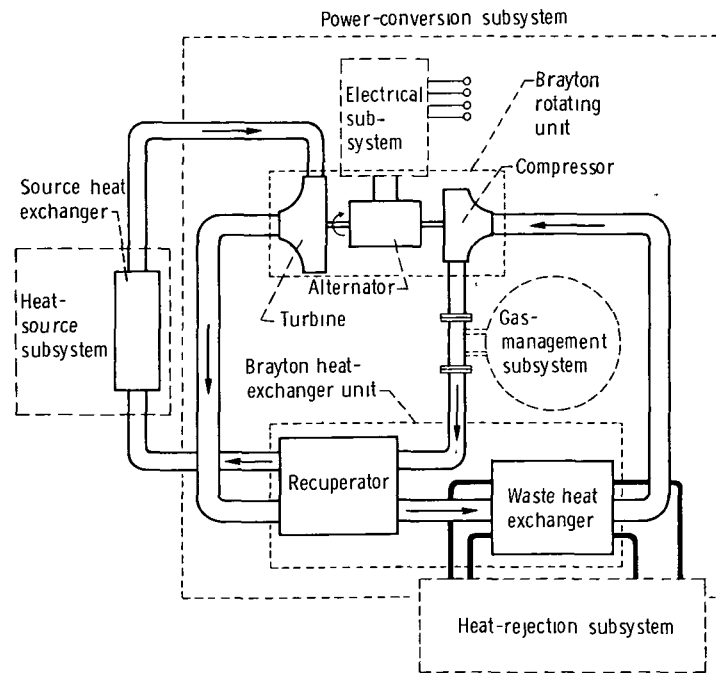 Power-conversion subsystem
Electrical
sub-
system
Brayton
rotating
unit
Compressor
Source heat
exchanger
Alternator
Turbine
Heat-
source
subsystem
Gas-
management
subsystem
Brayton heat-
exchanger unit
Recuperator
Waste heat
exchanger
Heat-rejection subsystem